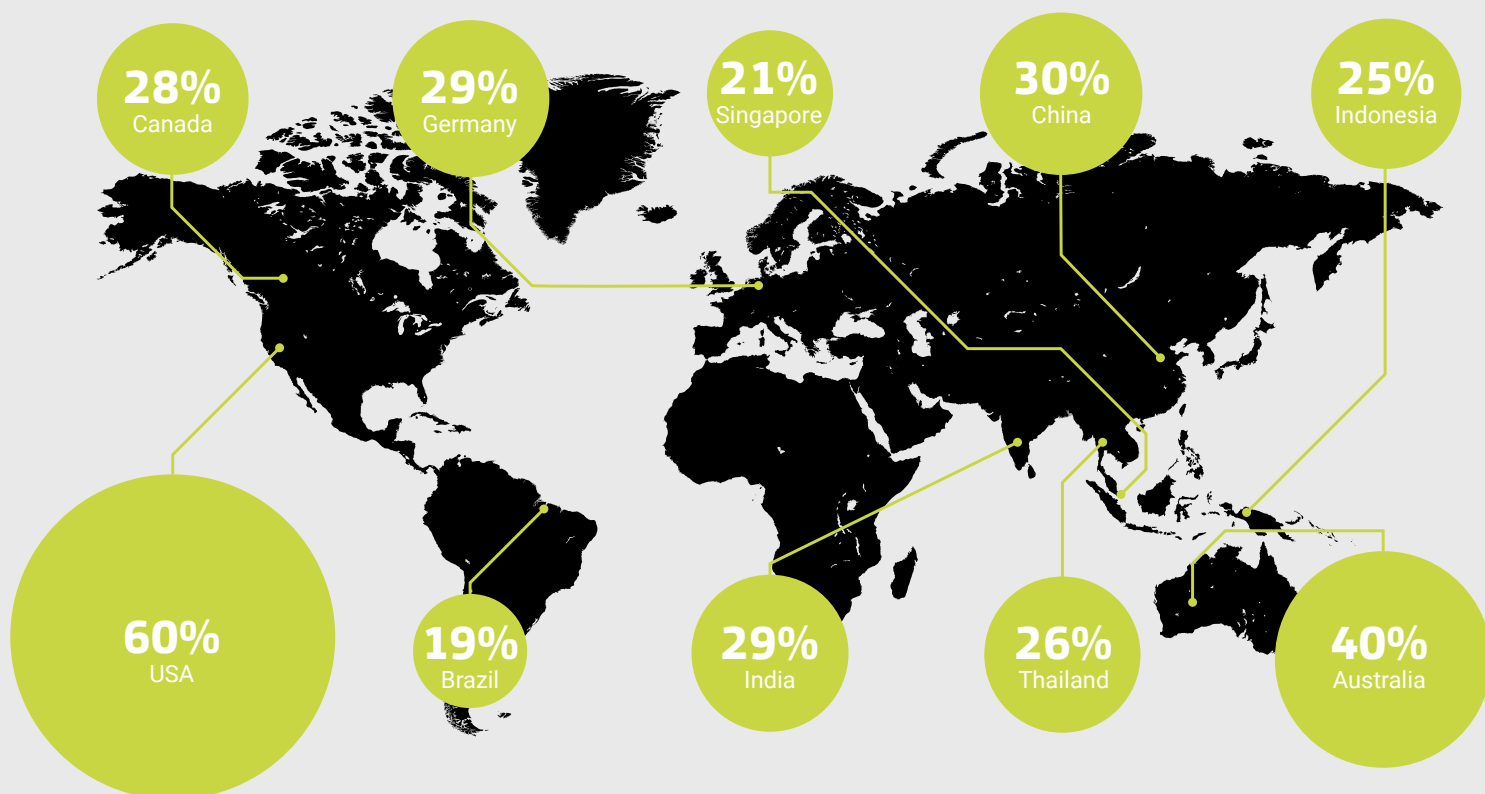 28%
Canada
29%
Germany
21%
Singapore
30%
China
25%
Indonesia
60%
USA
19%
Brazil
29%
India
26%
Thailand
40%
Australia